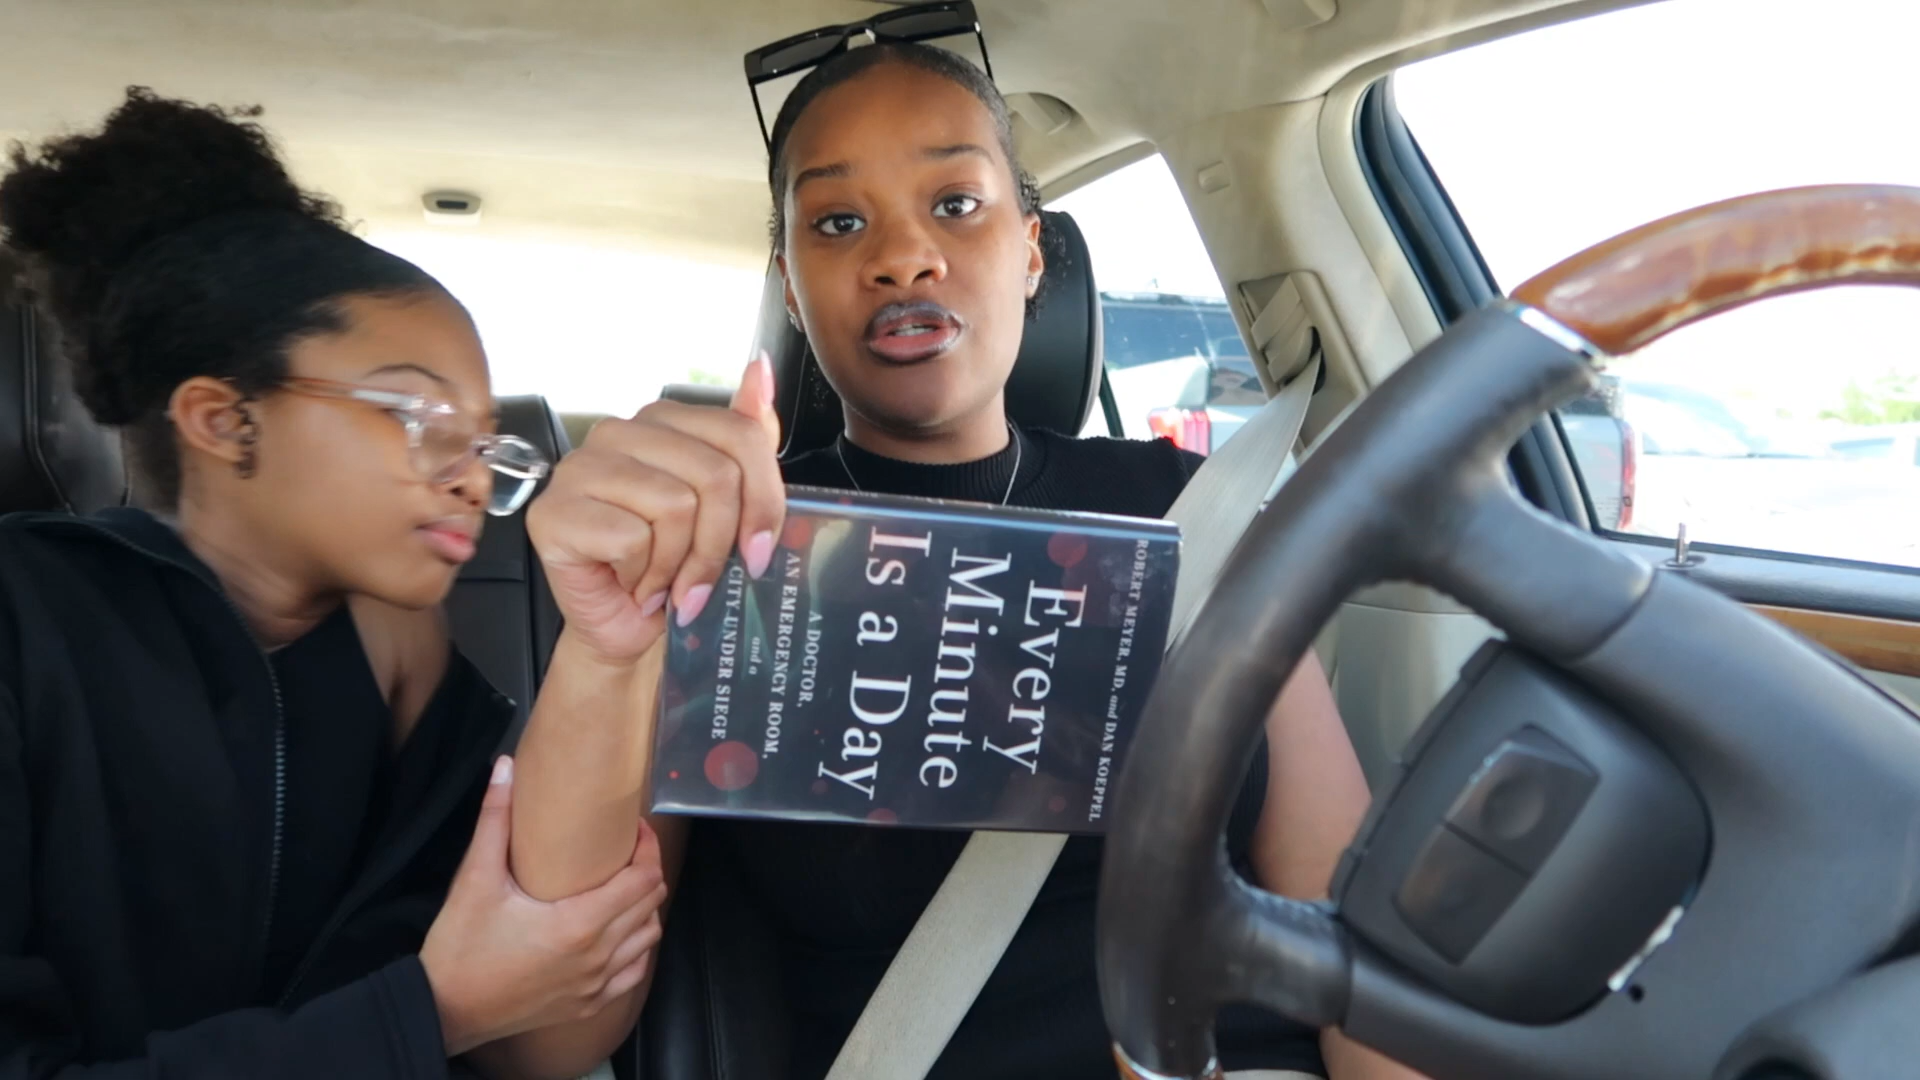 ROBERT MEYER, MD, and DAN KOEPPEL
Every
Minute
Is a Day
A DOCTOR,
AN EMERGENCY ROOM,
and a
CITY UNDER SIEGE